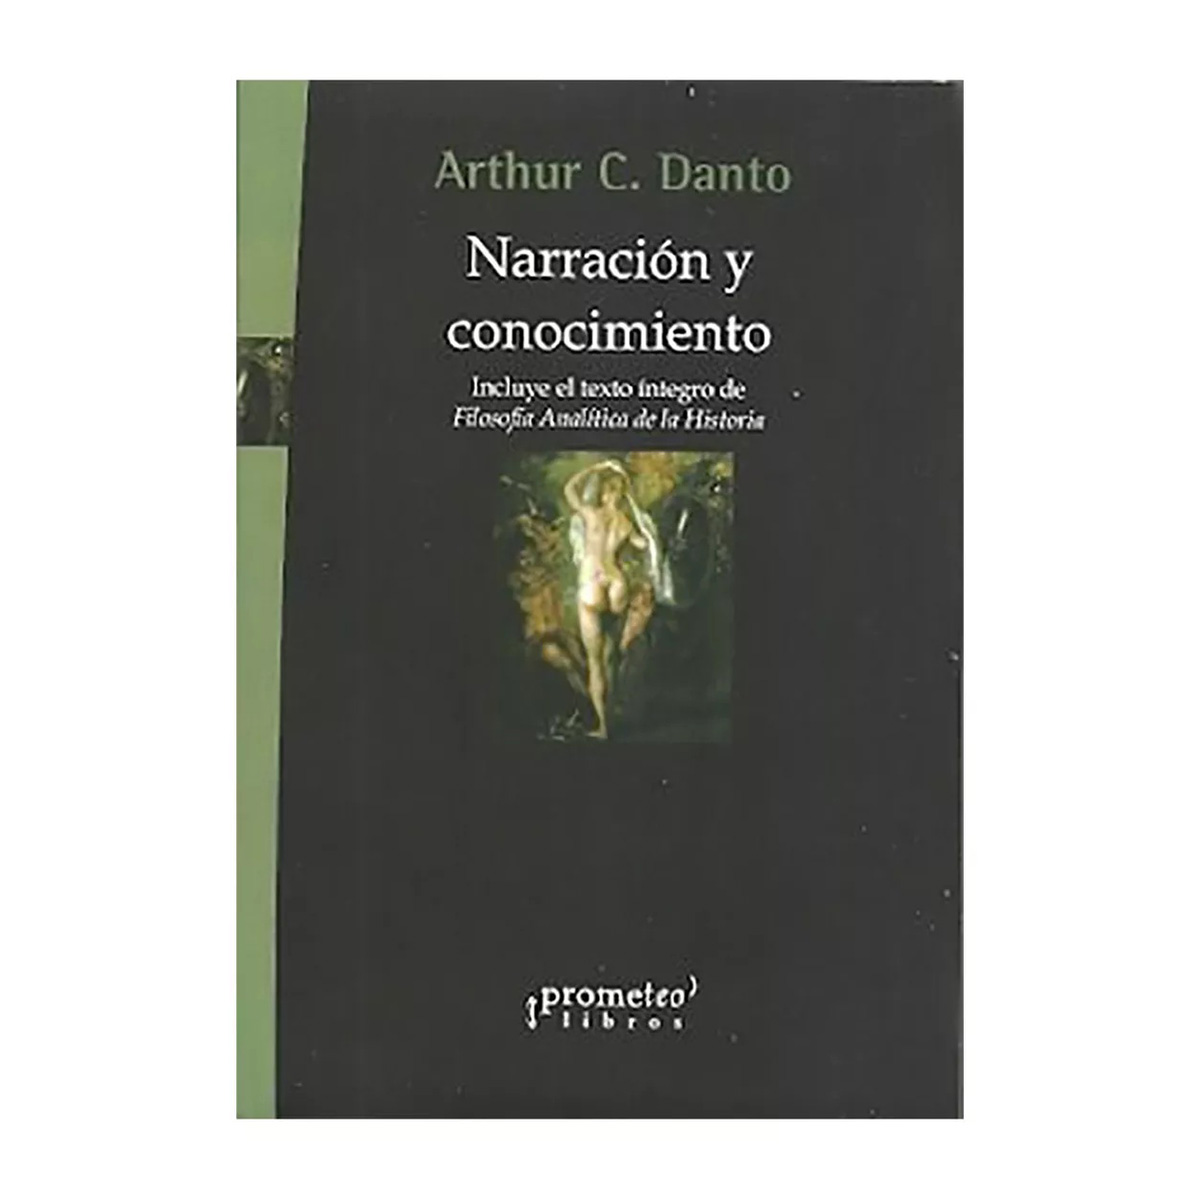 Arthur C. Danto
Narración y
conocimiento
Incluye el texto íntegro de
Filosofía Analítica de la Historia
prometeo
libros